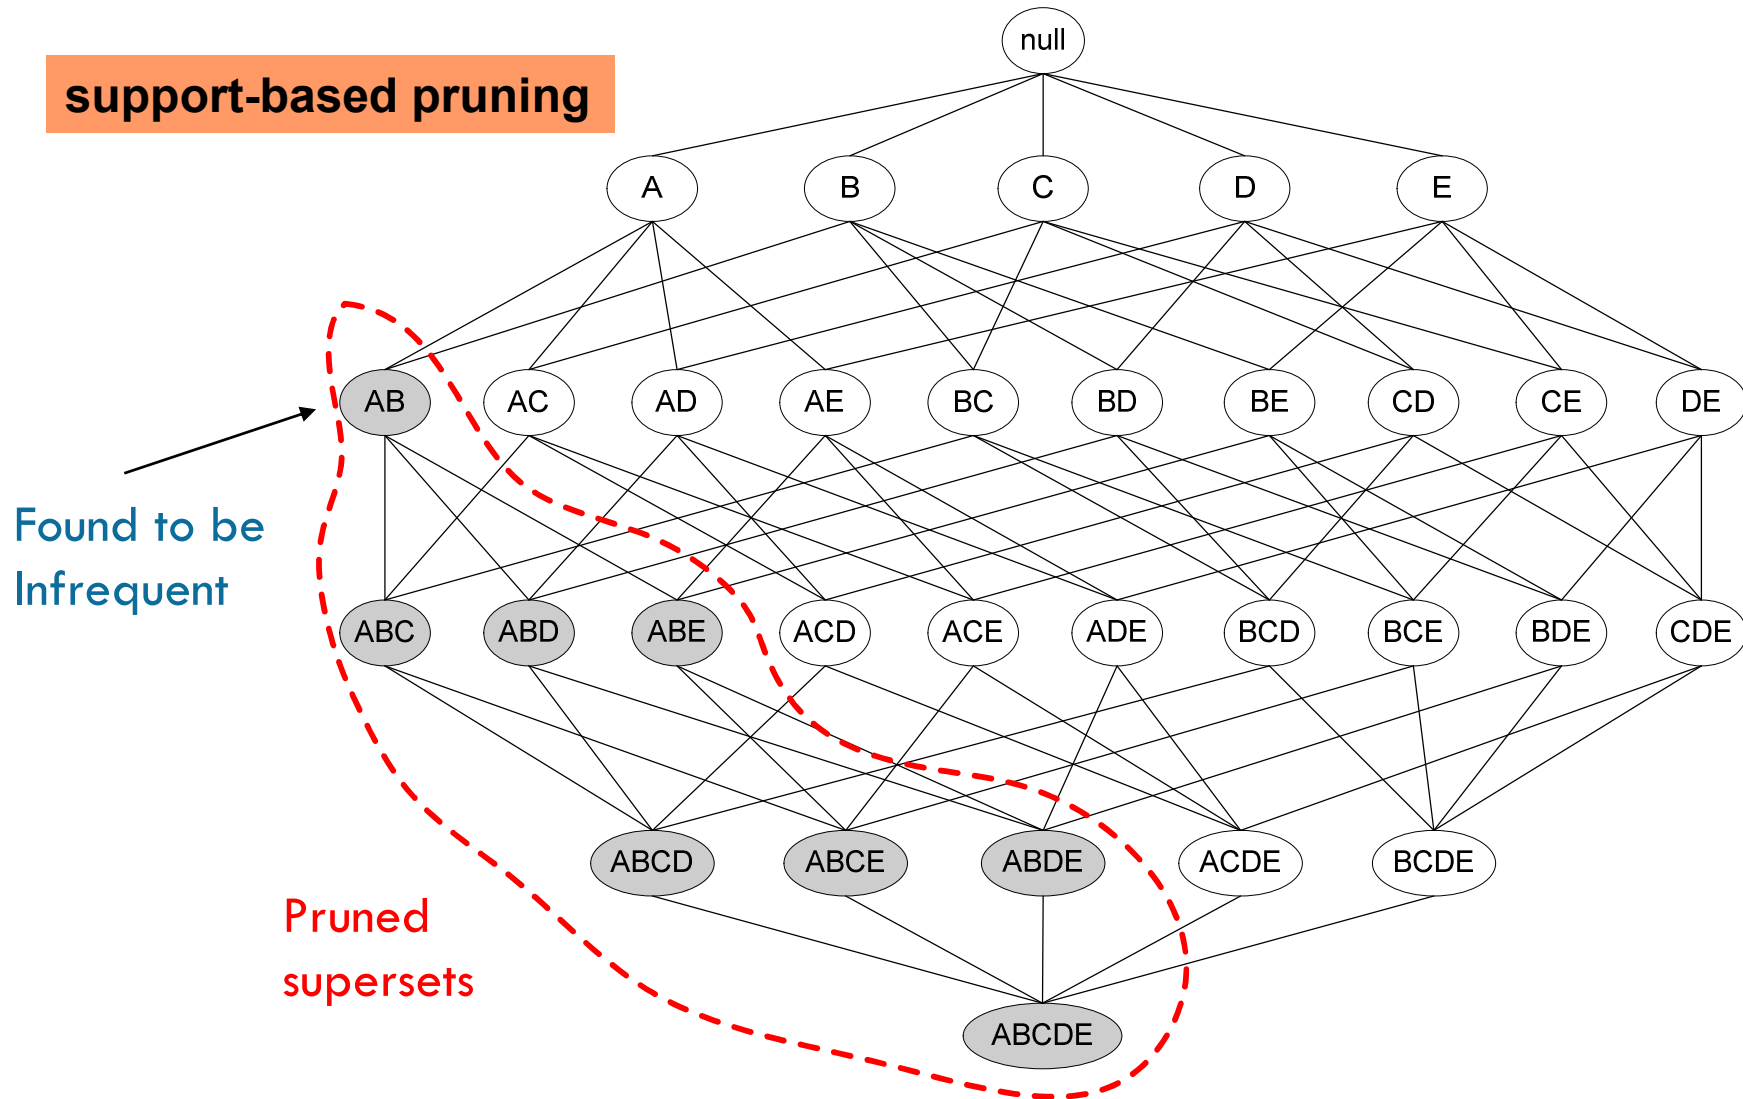 null
support-based pruning
A B C D E
AB AC AD AE BC BD BE CD CE DE
Found to be
Infrequent
ABC ABD ABE ACD ACE ADE BCD BCE BDE CDE
ABCD ABCE ABDE ACDE BCDE
Pruned
supersets
ABCDE